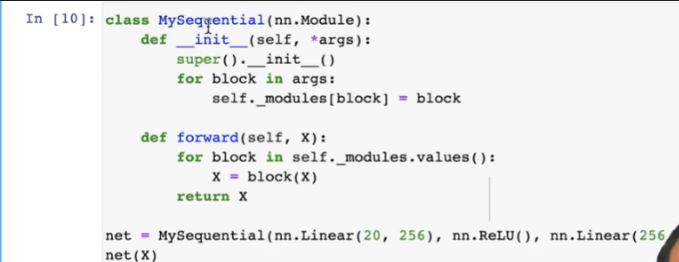 In [10]: class MySequential(nn.Module):
def __init__(self, *args):
super().__init__()
for block in args:
self._modules[block] = block
def forward(self, X):
for block in self._modules.values():
X = block(X)
return X
net = MySequential(nn.Linear(20, 256), nn.ReLU(), nn.Linear(256
net(X)